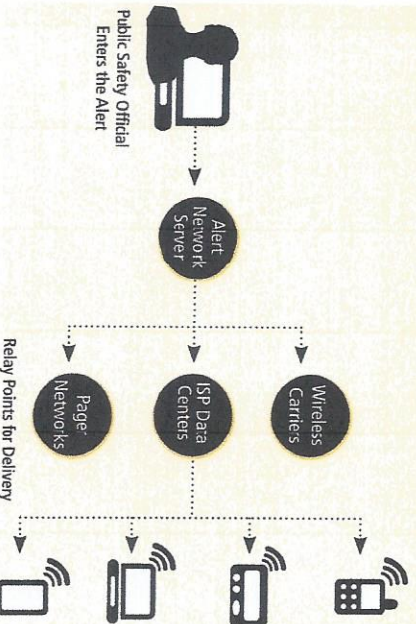 Public Safety Official
Enters the Alert
Alert
Network
Server
Wireless
Carriers
ISP Data
Centers
Pager
Networks
Relay Points for Delivery